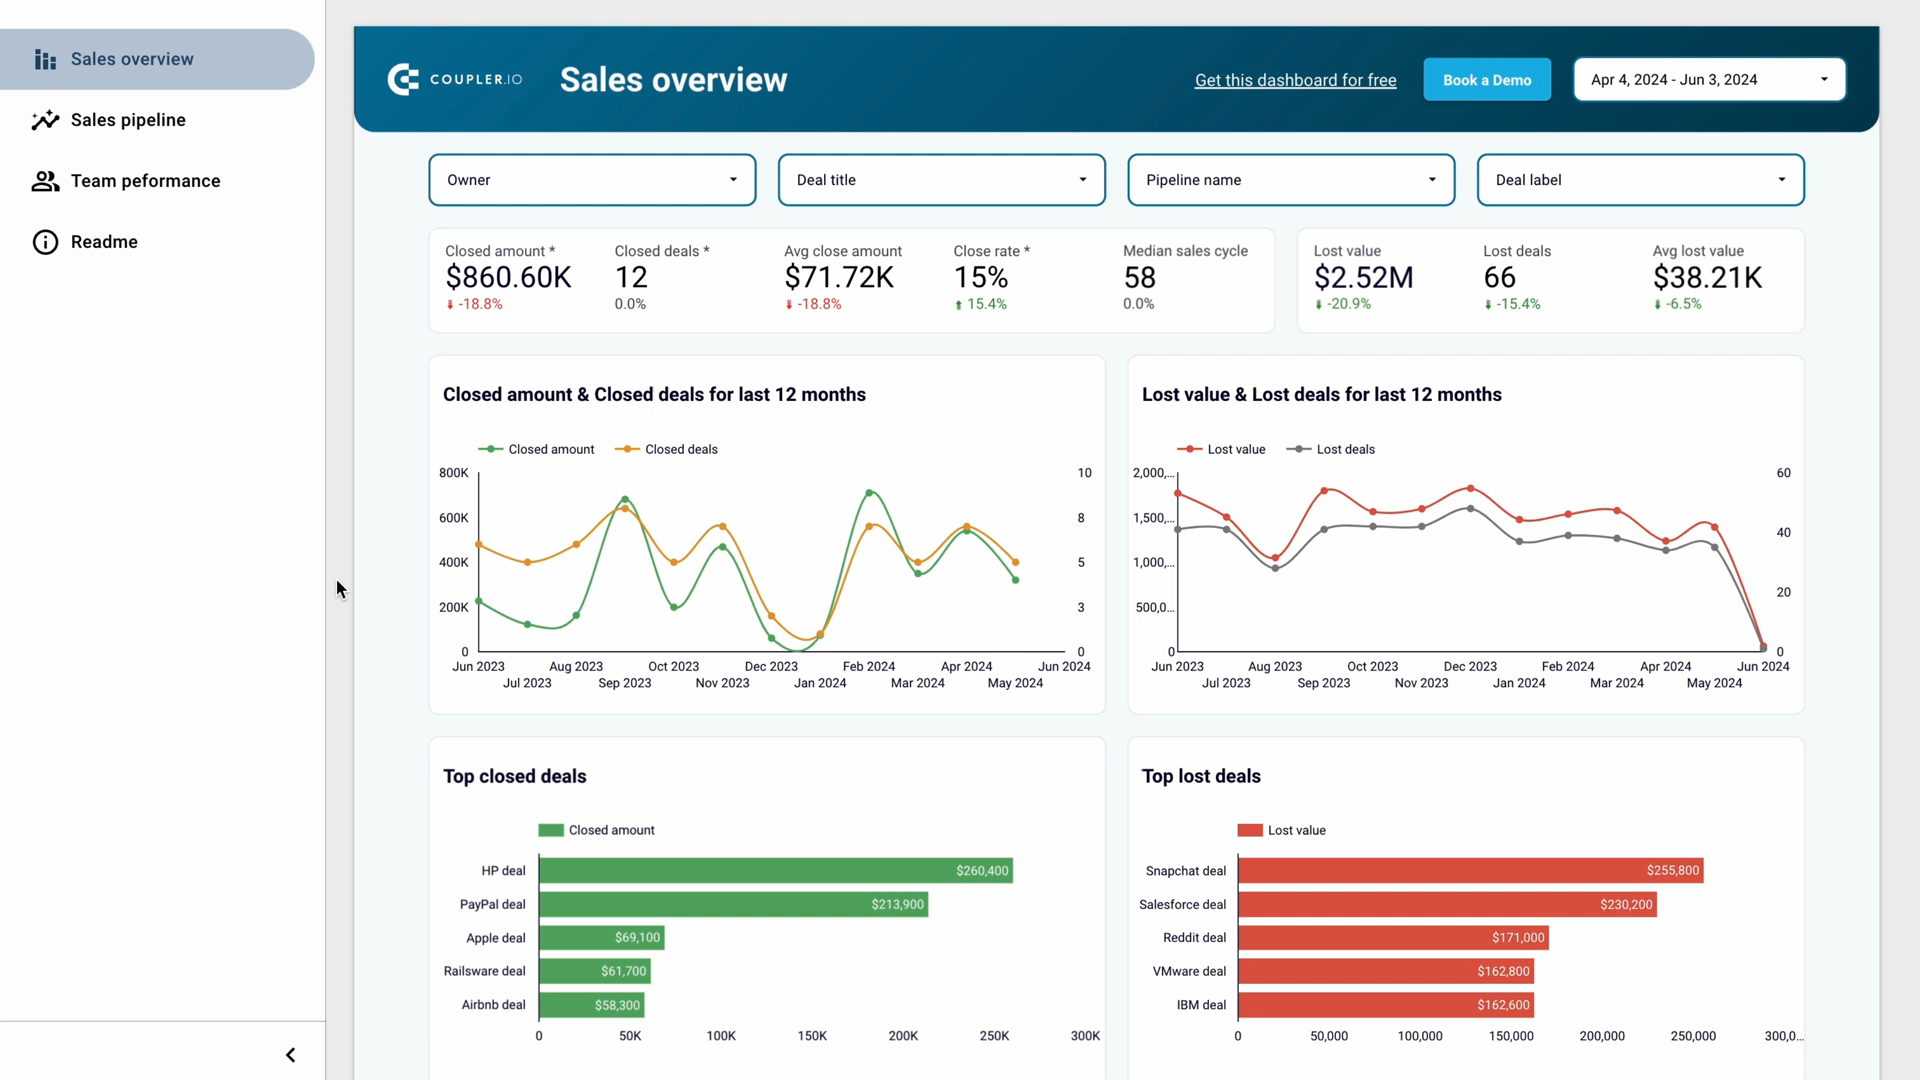 Sales overview
Sales pipeline
Team peformance
Readme
COUPLER.IO
Sales overview
Get this dashboard for free
Book a Demo
Apr 4, 2024 - Jun 3, 2024
Owner
Deal title
Pipeline name
Deal label
Closed amount * Closed deals * Avg close amount Close rate * Median sales cycle
$860.60K 12 $71.72K 15% 58
-18.8% 0.0% -18.8% 15.4% 0.0%
Lost value Lost deals Avg lost value
$2.52M 66 $38.21K
-20.9% -15.4% -6.5%
Closed amount & Closed deals for last 12 months
Closed amount Closed deals
800K 10
600K 8
400K 5
200K 3
0 0
Jun 2023 Aug 2023 Oct 2023 Dec 2023 Feb 2024 Apr 2024 Jun 2024
Jul 2023 Sep 2023 Nov 2023 Jan 2024 Mar 2024 May 2024
Lost value & Lost deals for last 12 months
Lost value Lost deals
2,000,... 60
1,500,... 40
1,000,...
500,0... 20
0 0
Jun 2023 Aug 2023 Oct 2023 Dec 2023 Feb 2024 Apr 2024 Jun 2024
Jul 2023 Sep 2023 Nov 2023 Jan 2024 Mar 2024 May 2024
Top closed deals
Closed amount
HP deal $260,400
PayPal deal $213,900
Apple deal $69,100
Railsware deal $61,700
Airbnb deal $58,300
0 50K 100K 150K 200K 250K 300K
Top lost deals
Lost value
Snapchat deal $255,800
Salesforce deal $230,200
Reddit deal $171,000
VMware deal $162,800
IBM deal $162,600
0 50,000 100,000 150,000 200,000 250,000 300,0...